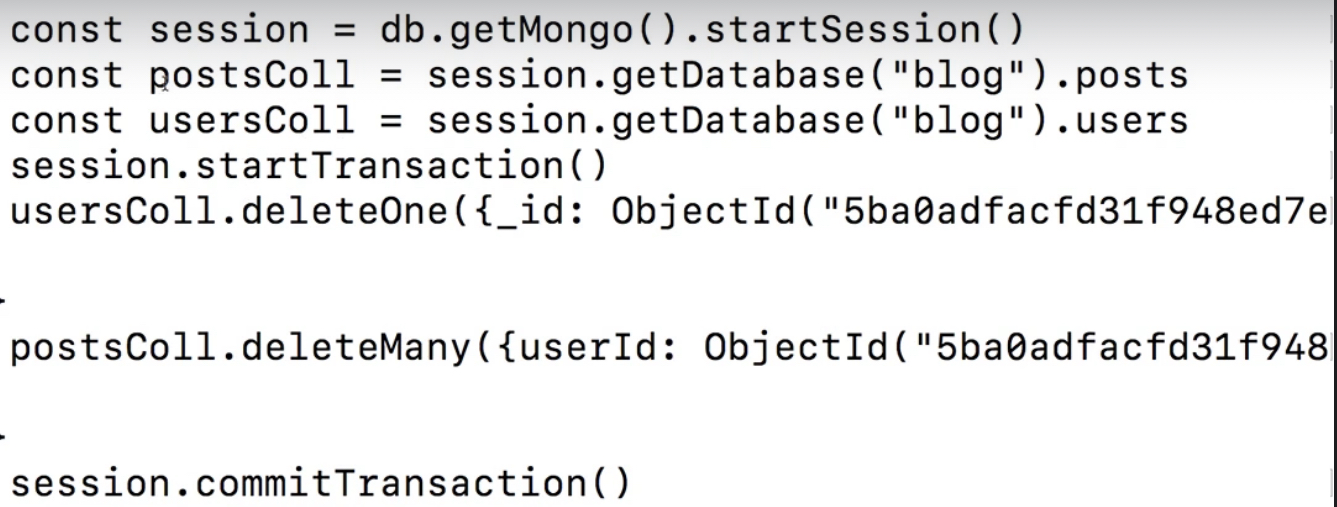 const session = db.getMongo().startSession()
const postsColl = session.getDatabase("blog").posts
const usersColl = session.getDatabase("blog").users
session.startTransaction()
usersColl.deleteOne({_id: ObjectId("5ba0adfacfd31f948ed7e
postsColl.deleteMany({userId: ObjectId("5ba0adfacfd31f948
session.commitTransaction()